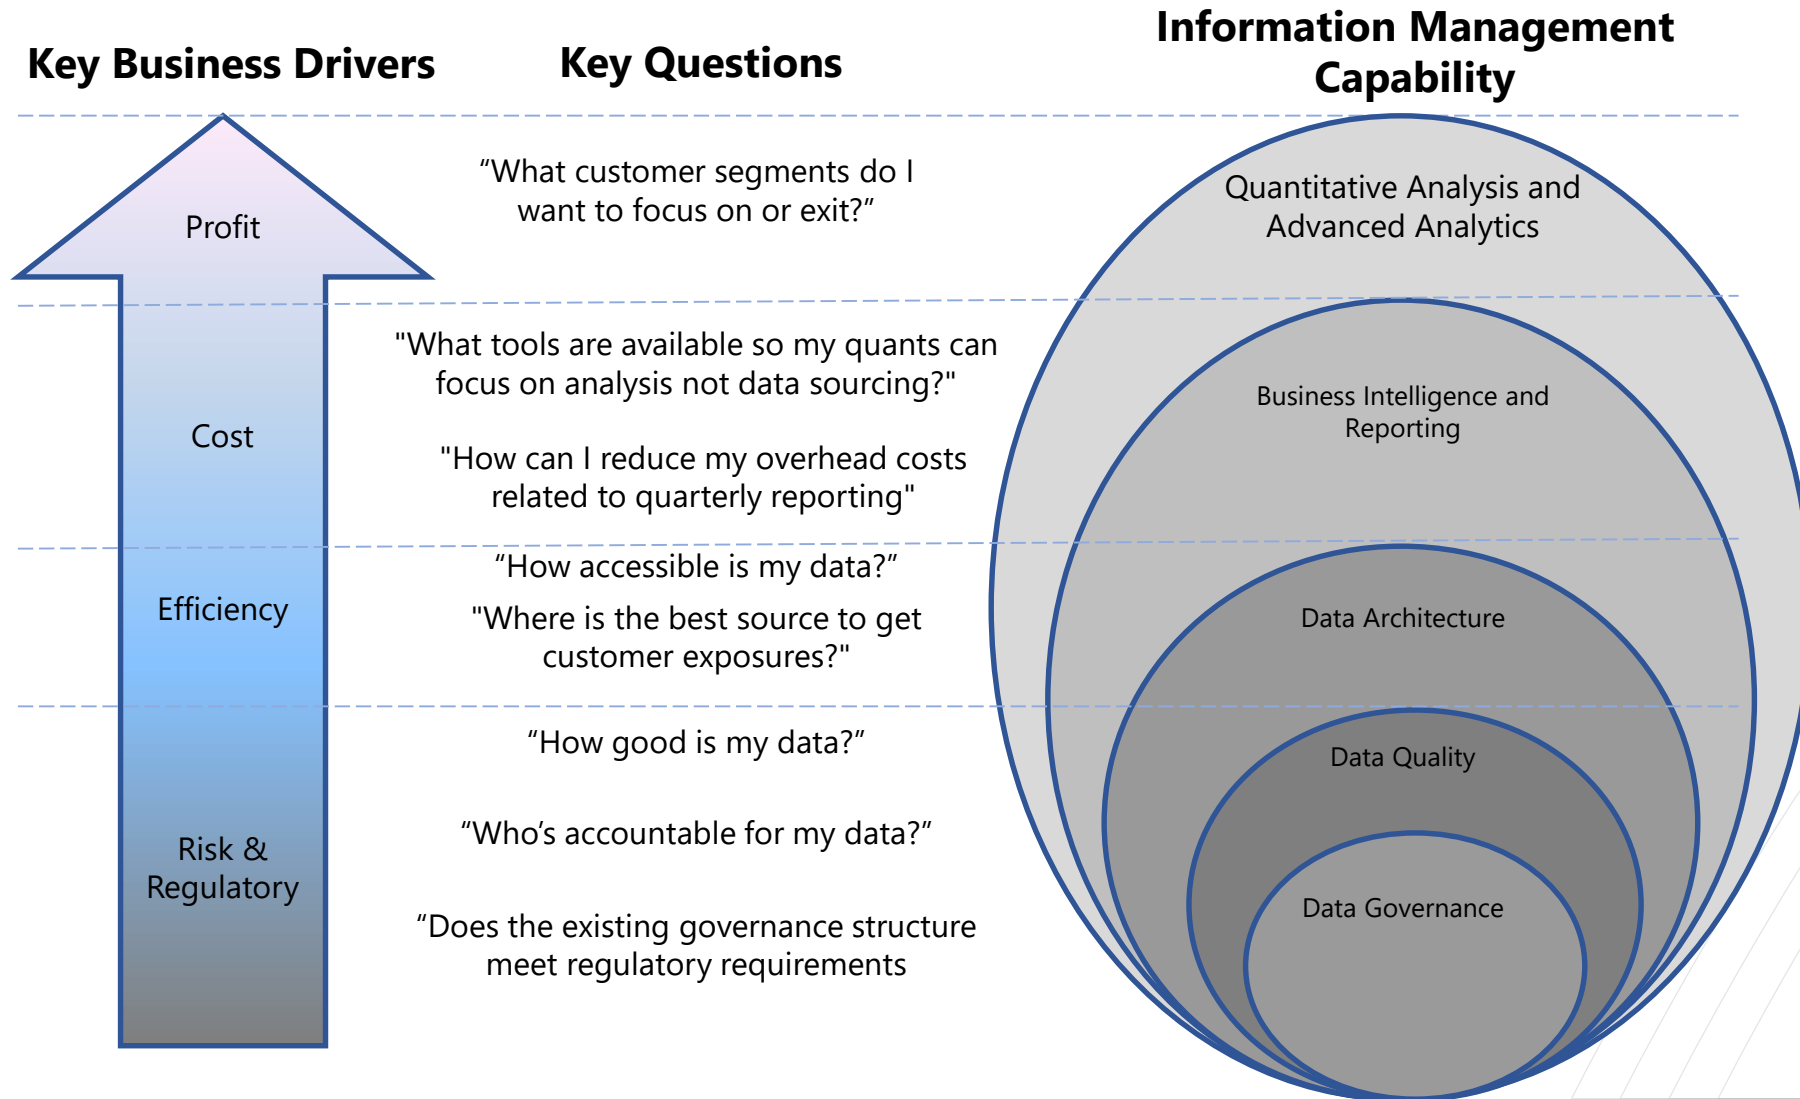 Key Business Drivers
Key Questions
Information Management
Capability
Profit
“What customer segments do I
want to focus on or exit?”
Quantitative Analysis and
Advanced Analytics
Cost
"What tools are available so my quants can
focus on analysis not data sourcing?"
"How can I reduce my overhead costs
related to quarterly reporting"
Business Intelligence and
Reporting
Efficiency
“How accessible is my data?”
"Where is the best source to get
customer exposures?"
Data Architecture
Risk &
Regulatory
“How good is my data?”
“Who’s accountable for my data?”
“Does the existing governance structure
meet regulatory requirements
Data Quality
Data Governance